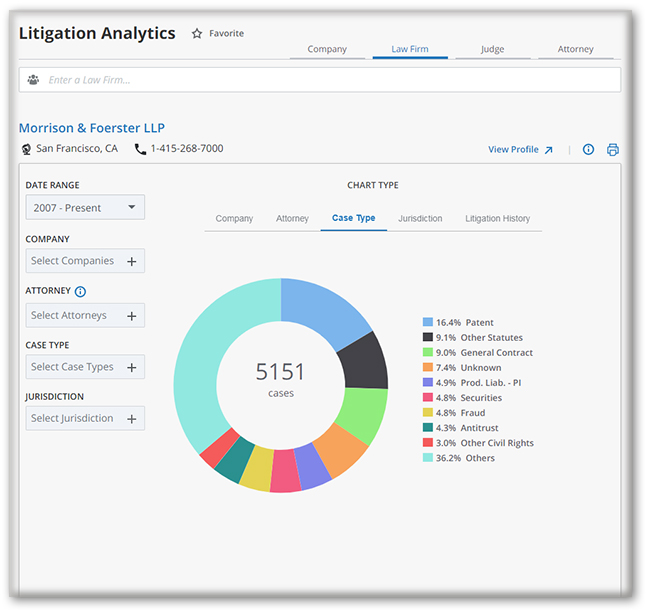 Litigation Analytics Favorite
Company Law Firm Judge Attorney
Enter a Law Firm...
Morrison & Foerster LLP
San Francisco, CA 1-415-268-7000
View Profile
DATE RANGE
2007 - Present
COMPANY
Select Companies
ATTORNEY
Select Attorneys
CASE TYPE
Select Case Types
JURISDICTION
Select Jurisdiction
CHART TYPE
Company Attorney Case Type Jurisdiction Litigation History
5151
cases
16.4% Patent
9.1% Other Statutes
9.0% General Contract
7.4% Unknown
4.9% Prod. Liab. - PI
4.8% Securities
4.8% Fraud
4.3% Antitrust
3.0% Other Civil Rights
36.2% Others